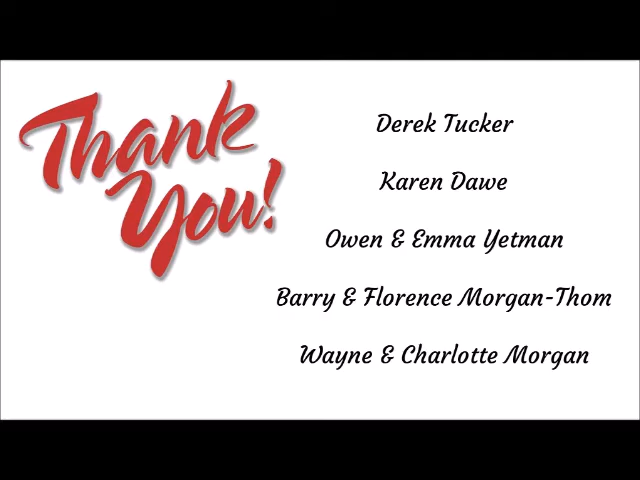 Thank
You!
Derek Tucker
Karen Dawe
Owen & Emma Yetman
Barry & Florence Morgan-Thom
Wayne & Charlotte Morgan